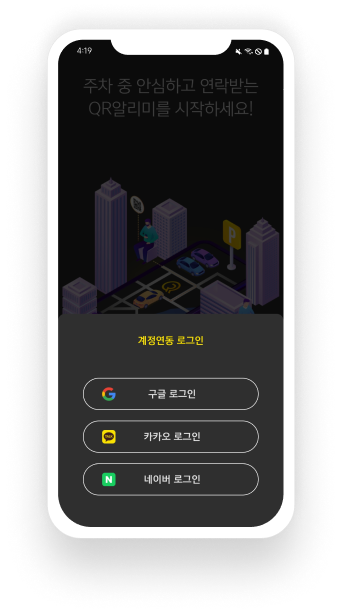 4:19
주차 중 안심하고 연락받는
QR알리미를 시작하세요!
P
계정연동 로그인
구글 로그인
TALK
카카오 로그인
N
네이버 로그인